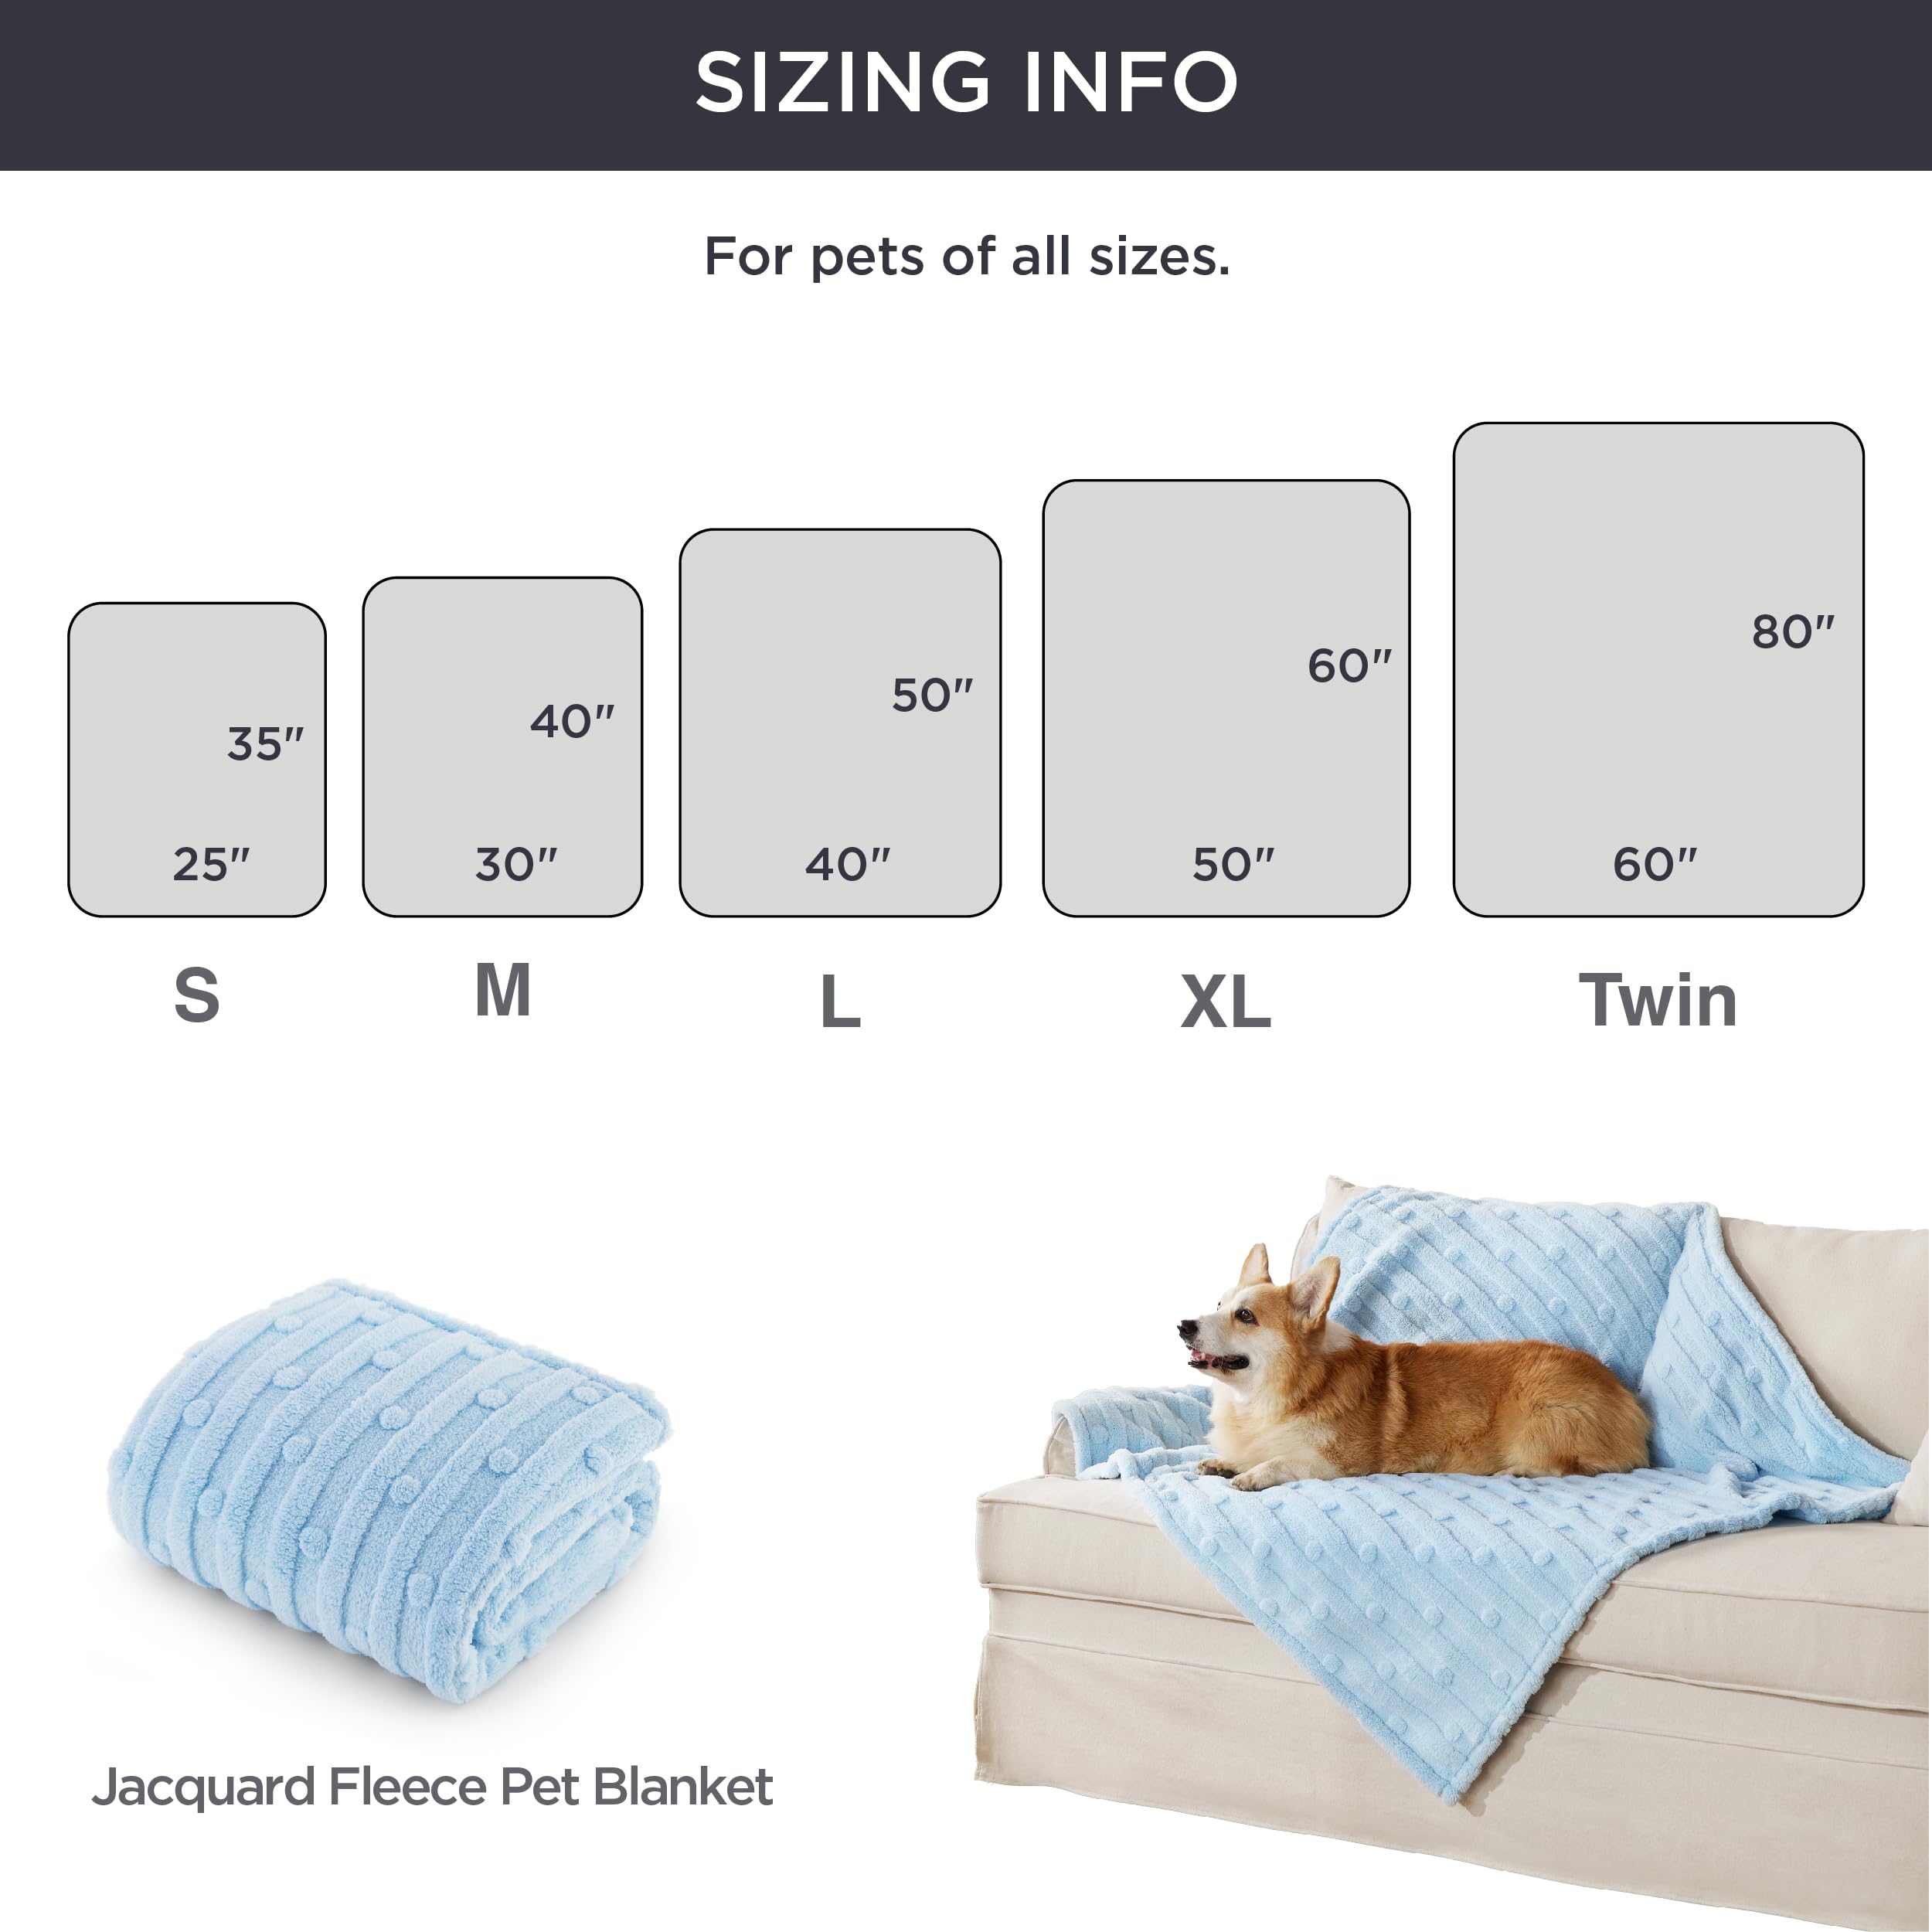 SIZING INFO
For pets of all sizes.
35"
25"
S
40"
30"
M
50"
40"
L
60"
50"
XL
80"
60"
Twin
Jacquard Fleece Pet Blanket